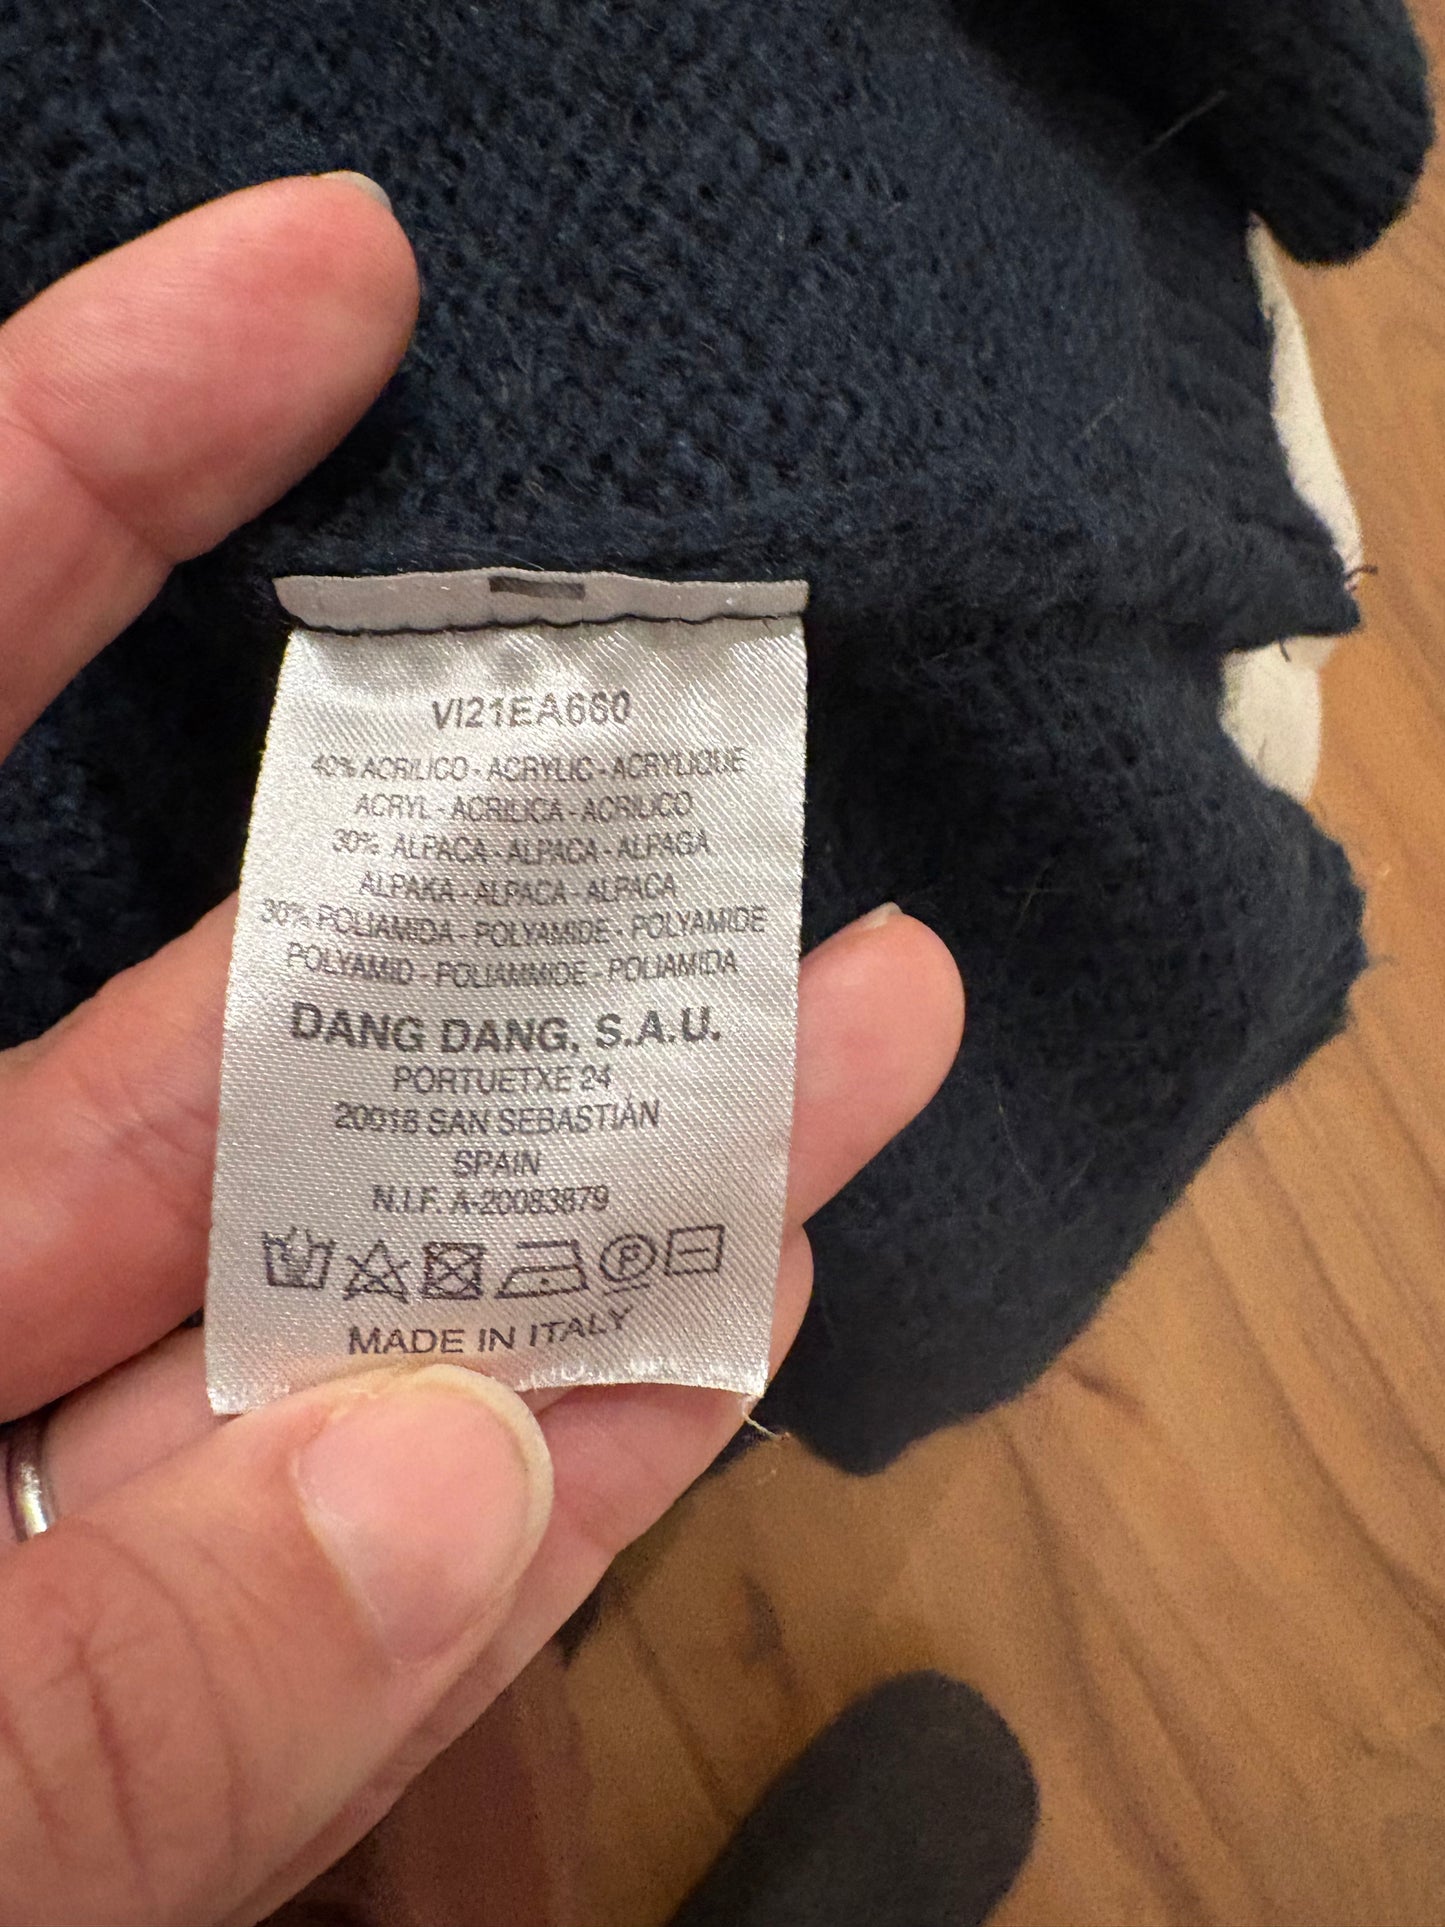 VI21EA660
40% ACRILICO - ACRYLIC - ACRYLIQUE
ACRYL - ACRILICA - ACRILICO
30% ALPACA - ALPACA - ALPAGA
ALPAKA - ALPACA - ALPACA
30% POLIAMIDA - POLYAMIDE - POLYAMIDE
POLYAMID - POLIAMMIDE - POLIAMIDA
DANG DANG, S.A.U.
PORTUETXE 24
20018 SAN SEBASTIÁN
SPAIN
N.I.F. A-20083879
P
MADE IN ITALY